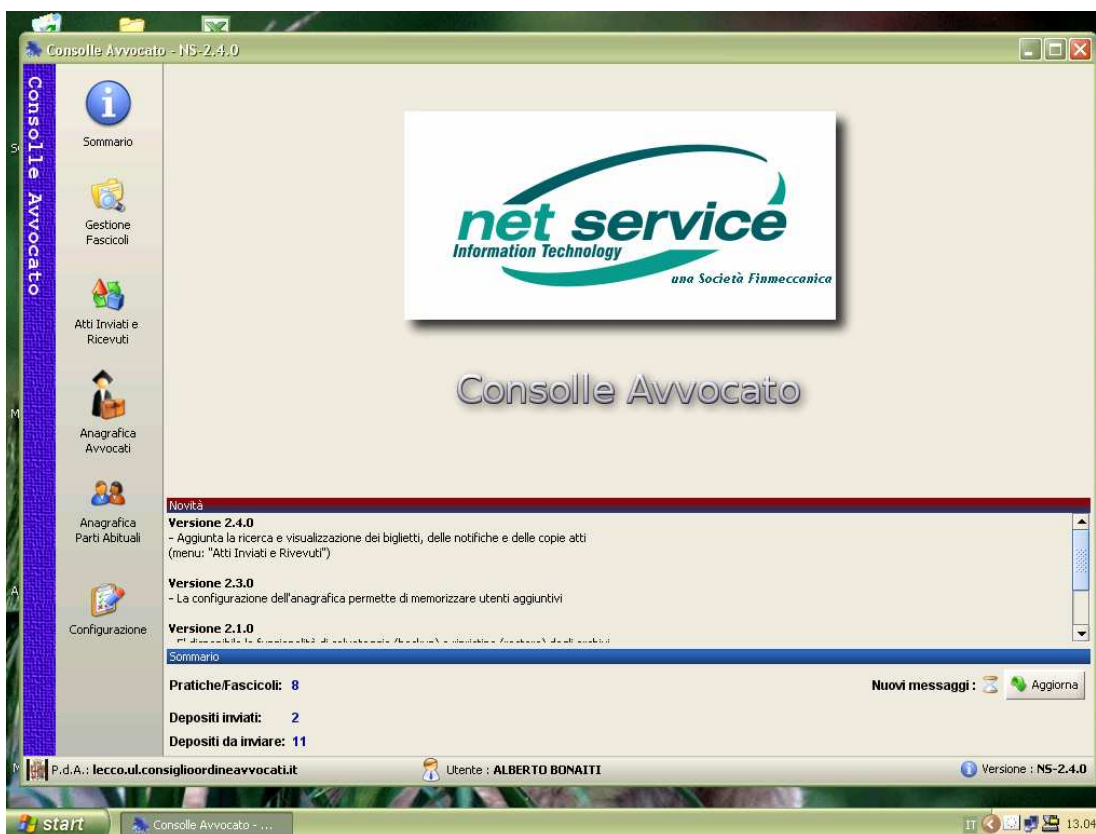 Consolle Avvocato - NS-2.4.0
Consolle Avvocato
Sommario
Gestione
Fascicoli
Atti Inviati e
Ricevuti
Anagrafica
Avvocati
Anagrafica
Parti Abituali
Configurazione
net service
Information Technology
una Società Finmeccanica
Consolle Avvocato
Novità
Versione 2.4.0
- Aggiunta la ricerca e visualizzazione dei biglietti, delle notifiche e delle copie atti
(menu: "Atti Inviati e Rivevuti")
Versione 2.3.0
- La configurazione dell'anagrafica permette di memorizzare utenti aggiuntivi
Versione 2.1.0
Sommario
Pratiche/Fascicoli: 8
Nuovi messaggi : Aggiorna
Depositi inviati: 2
Depositi da inviare: 11
P.d.A.: lecco.ul.consiglioordineavvocati.it
Utente : ALBERTO BONAITI
Versione : NS-2.4.0
start
Consolle Avvocato - ...
IT
13.04